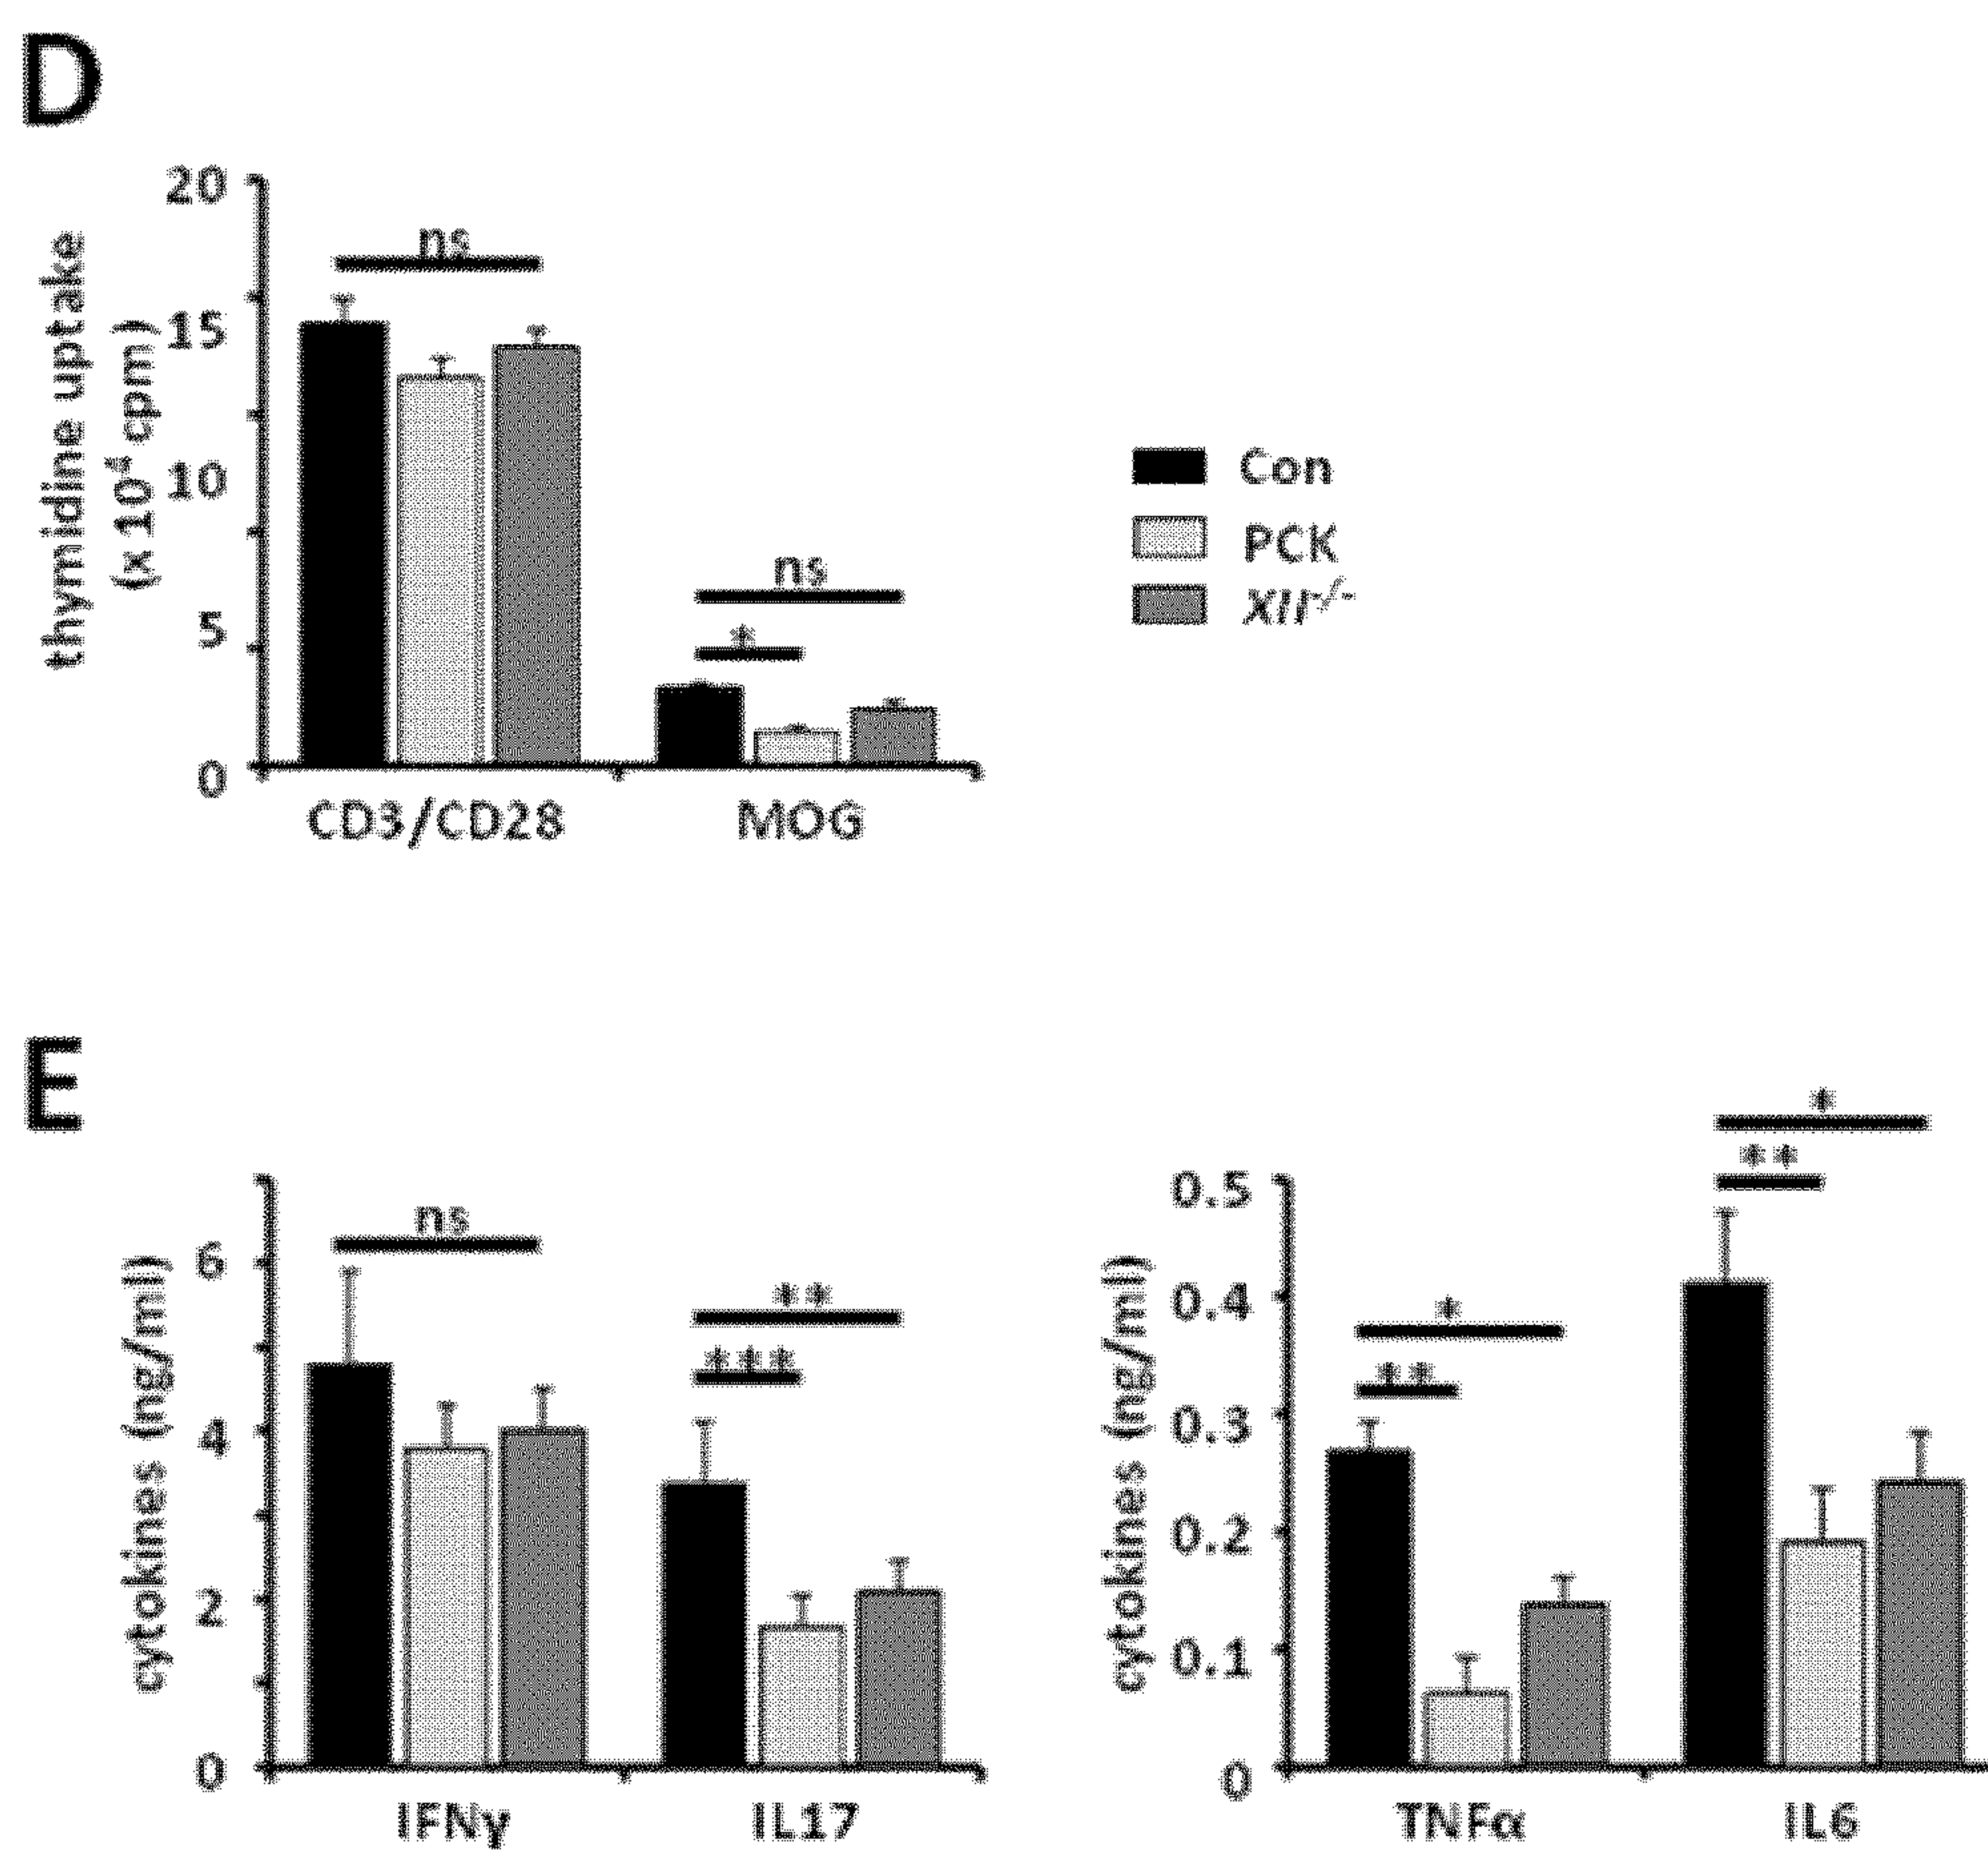 D
20
15
10
5
0
thymidine uptake
(x 10⁴ cpm)
ns
ns
*
CD3/CD28
MOG
Con
PCK
XII-/-
E
6
4
2
0
cytokines (ng/ml)
ns
**
***
IFNγ
IL17
0.5
0.4
0.3
0.2
0.1
0
cytokines (ng/ml)
*
**
*
**
TNFα
IL6